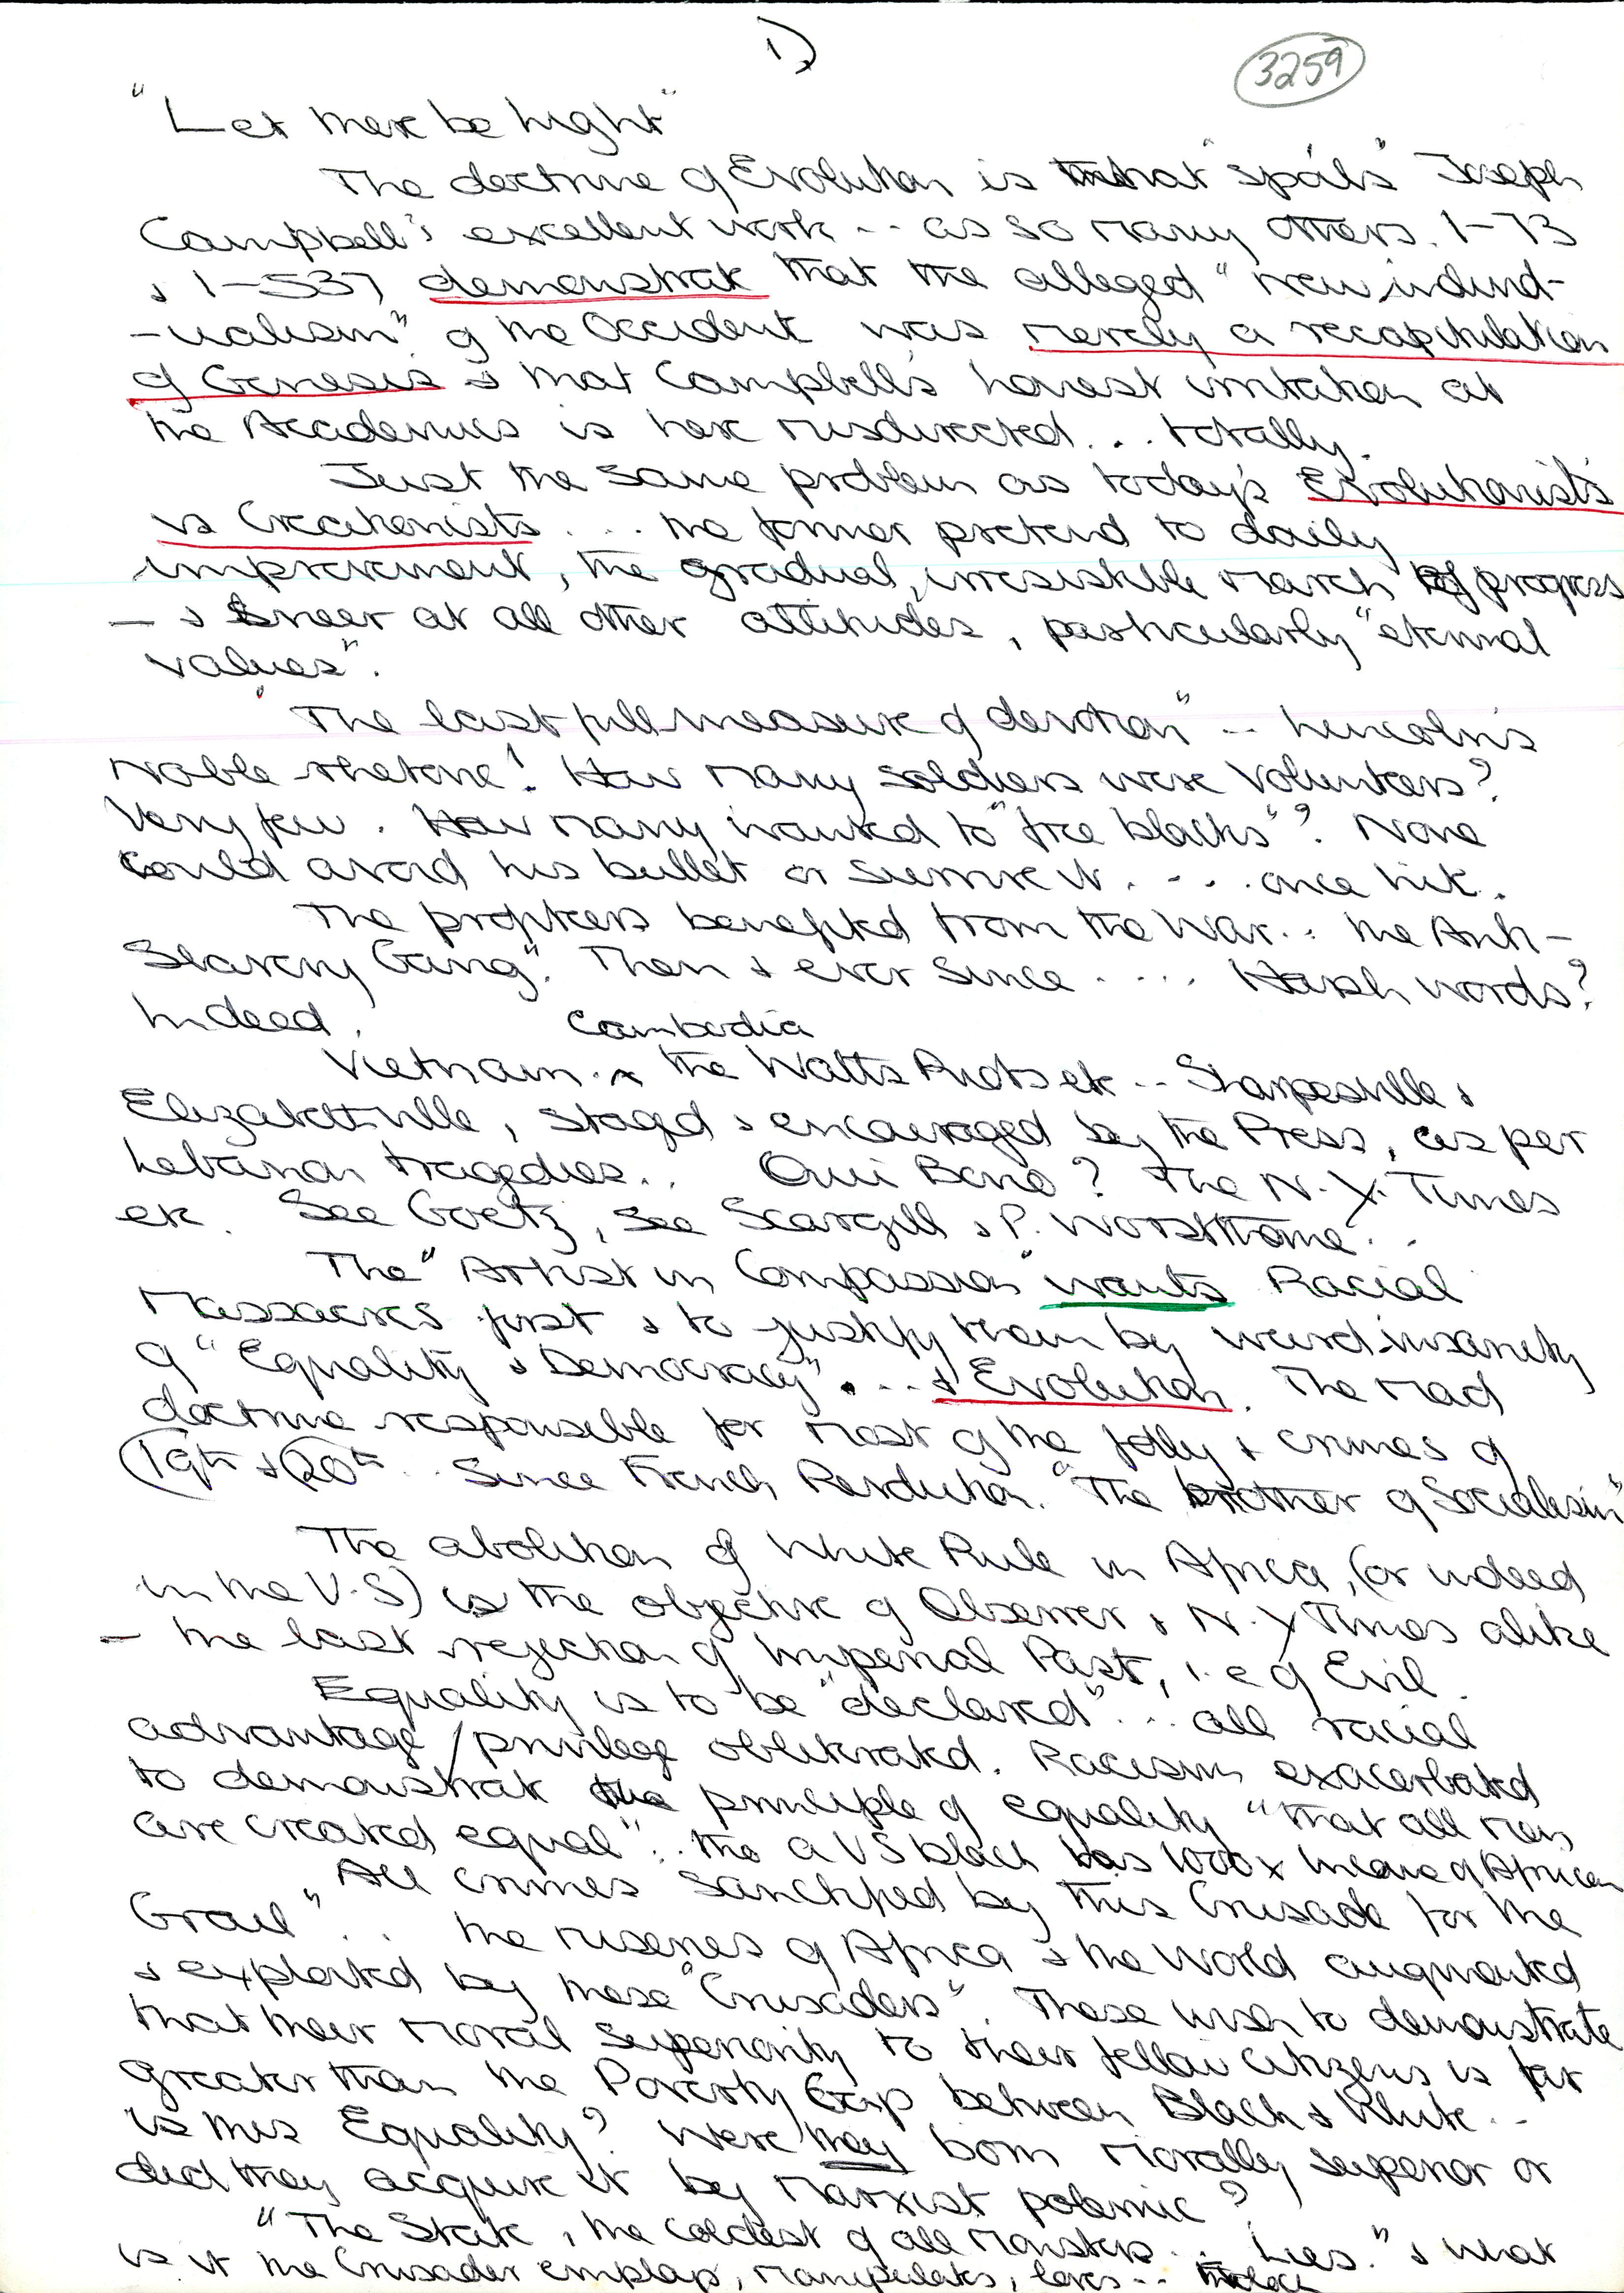 1)
3259
"Let there be Light"
The doctrine of Evolution is what "spoils" Joseph
Campbell's excellent work -- as so many others. 1-73
& 1-537 demonstrate that the alleged "new individ-
-ualism" of the Occident was merely a recapitulation
of Genesis & that Campbell's honest irritation at
the Academies is here misdirected... totally.
Just the same problem as today's Evolutionists
vs Creationists .... the former pretend to daily
improvement, the gradual, irresistible march of progress
— & sneer at all other attitudes, particularly "eternal
values".
"The last full measure of devotion" -- Lincoln's
Noble rhetoric! How many soldiers were Volunteers?
Very few. How many wanted to "free blacks"? None
could avoid his bullet or survive it .... once hit.
The profiteers benefited from the War... the Anti-
Slavery Gang". Then & ever since .... Harsh words?
Indeed.
Cambodia
Vietnam.. ^ the Watts Riots etc -- Sharpesville &
Elizabethville, staged & encouraged by the Press, as per
Lebanon tragedies.. Qui Bono? The N.Y. Times
etc. See Goetz, see Scargill & P. Worsthorne...
The "Artist in Compassion" wants Racial
Massacres first & to justify them by weird insanity
of "Equality & Democracy".... & Evolution. The Mad
doctrine responsible for most of the folly & crimes of
19th & 20th.. Since French Revolution. "The brother of Socialism"
The abolition of White Rule in Africa, (or indeed
in the U.S) is the objective of Observer & N.Y Times alike
— the last rejection of Imperial Past, i.e of Evil.
Equality is to be "declared"... all racial
advantage/privilege obliterated. Racism exacerbated
to demonstrate the principle of equality "that all men
are created equal"... tho a US black has 1000x income of African
All crimes sanctified by this Crusade for the
Grail"... the miseries of Africa & the World augmented
& exploited by these "Crusaders". These wish to demonstrate
that their moral superiority to their fellow citizens is far
greater than the Poverty Gap between Black & White --
is this Equality? Were they born Morally superior or
did they acquire it by Marxist polemic?
"The State, the coldest of all Monsters... Lies." & what
is it the Crusader employs, manipulates, loves...